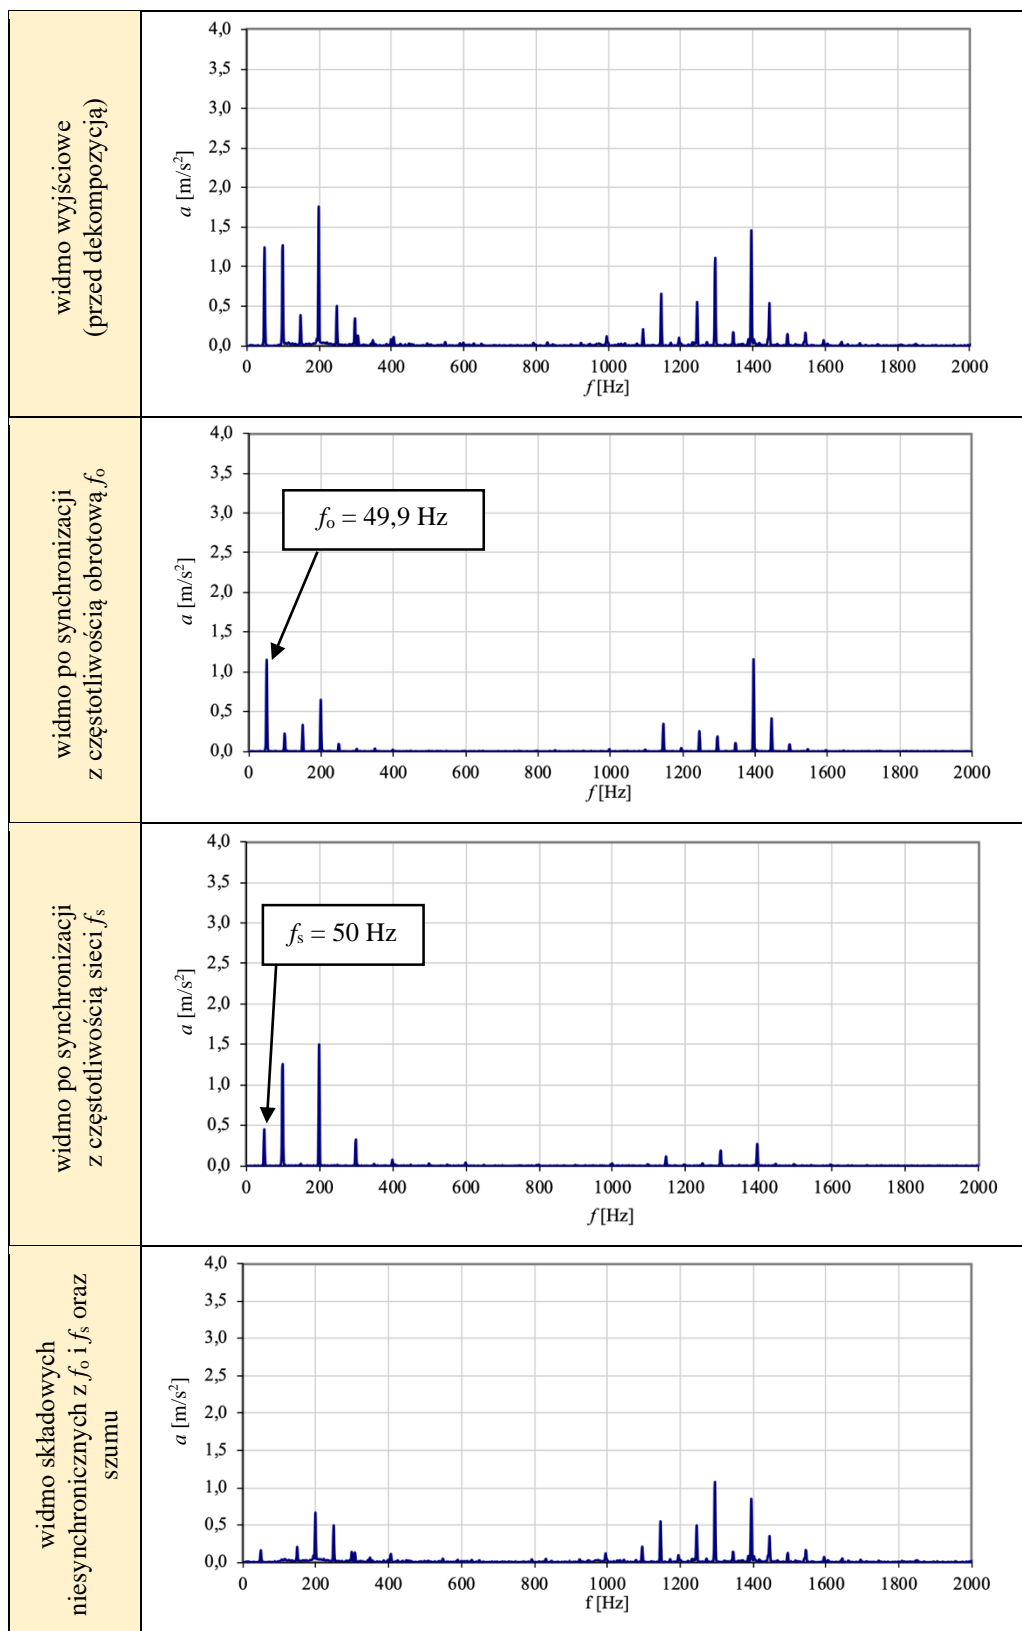 widmo wyjściowe
(przed dekompozycją)
4,0
3,5
3,0
2,5
2,0
1,5
1,0
0,5
0,0
a [m/s²]
0 200 400 600 800 1000 1200 1400 1600 1800 2000
f [Hz]
widmo po synchronizacji
z częstotliwością obrotową fo
4,0
3,5
3,0
2,5
2,0
1,5
1,0
0,5
0,0
a [m/s²]
fo = 49,9 Hz
0 200 400 600 800 1000 1200 1400 1600 1800 2000
f [Hz]
widmo po synchronizacji
z częstotliwością sieci fs
4,0
3,5
3,0
2,5
2,0
1,5
1,0
0,5
0,0
a [m/s²]
fs = 50 Hz
0 200 400 600 800 1000 1200 1400 1600 1800 2000
f [Hz]
widmo składowych
niesynchronicznych z fo i fs oraz
szumu
4,0
3,5
3,0
2,5
2,0
1,5
1,0
0,5
0,0
a [m/s²]
0 200 400 600 800 1000 1200 1400 1600 1800 2000
f [Hz]